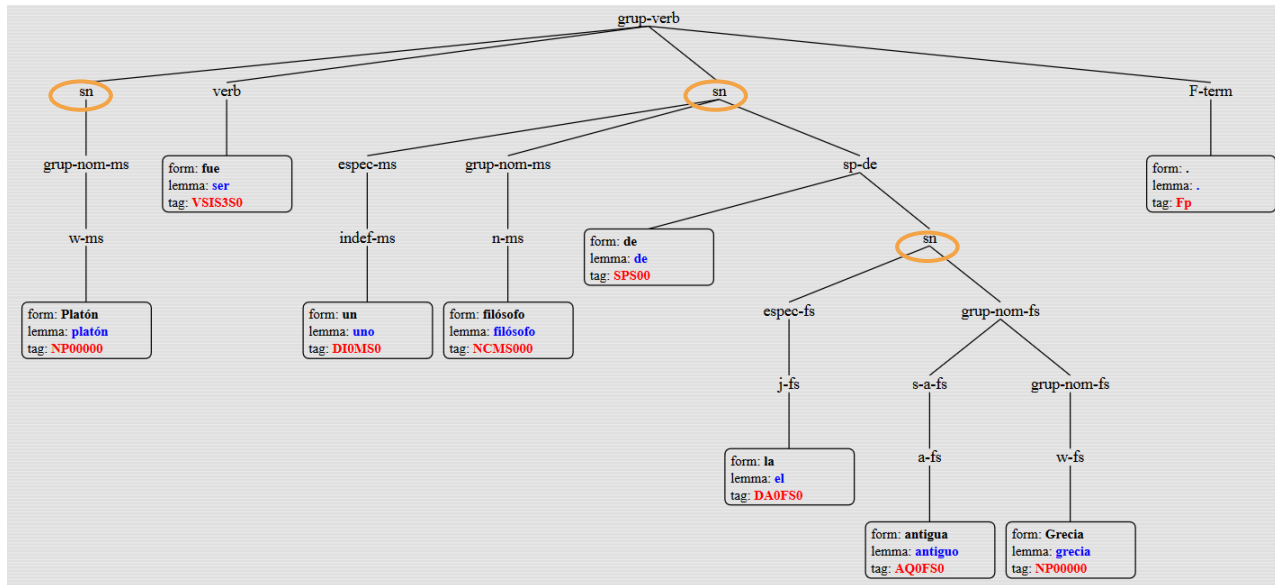 grup-verb
sn verb sn F-term
grup-nom-ms espec-ms grup-nom-ms sp-de
form: fue
lemma: ser
tag: VSIS3S0
form: .
lemma: .
tag: Fp
w-ms indef-ms n-ms sn
form: de
lemma: de
tag: SPS00
form: Platón
lemma: platón
tag: NP00000
form: un
lemma: uno
tag: DI0MS0
form: filósofo
lemma: filósofo
tag: NCMS000
espec-fs grup-nom-fs
j-fs s-a-fs grup-nom-fs
form: la
lemma: el
tag: DA0FS0
a-fs w-fs
form: antigua
lemma: antiguo
tag: AQ0FS0
form: Grecia
lemma: grecia
tag: NP00000